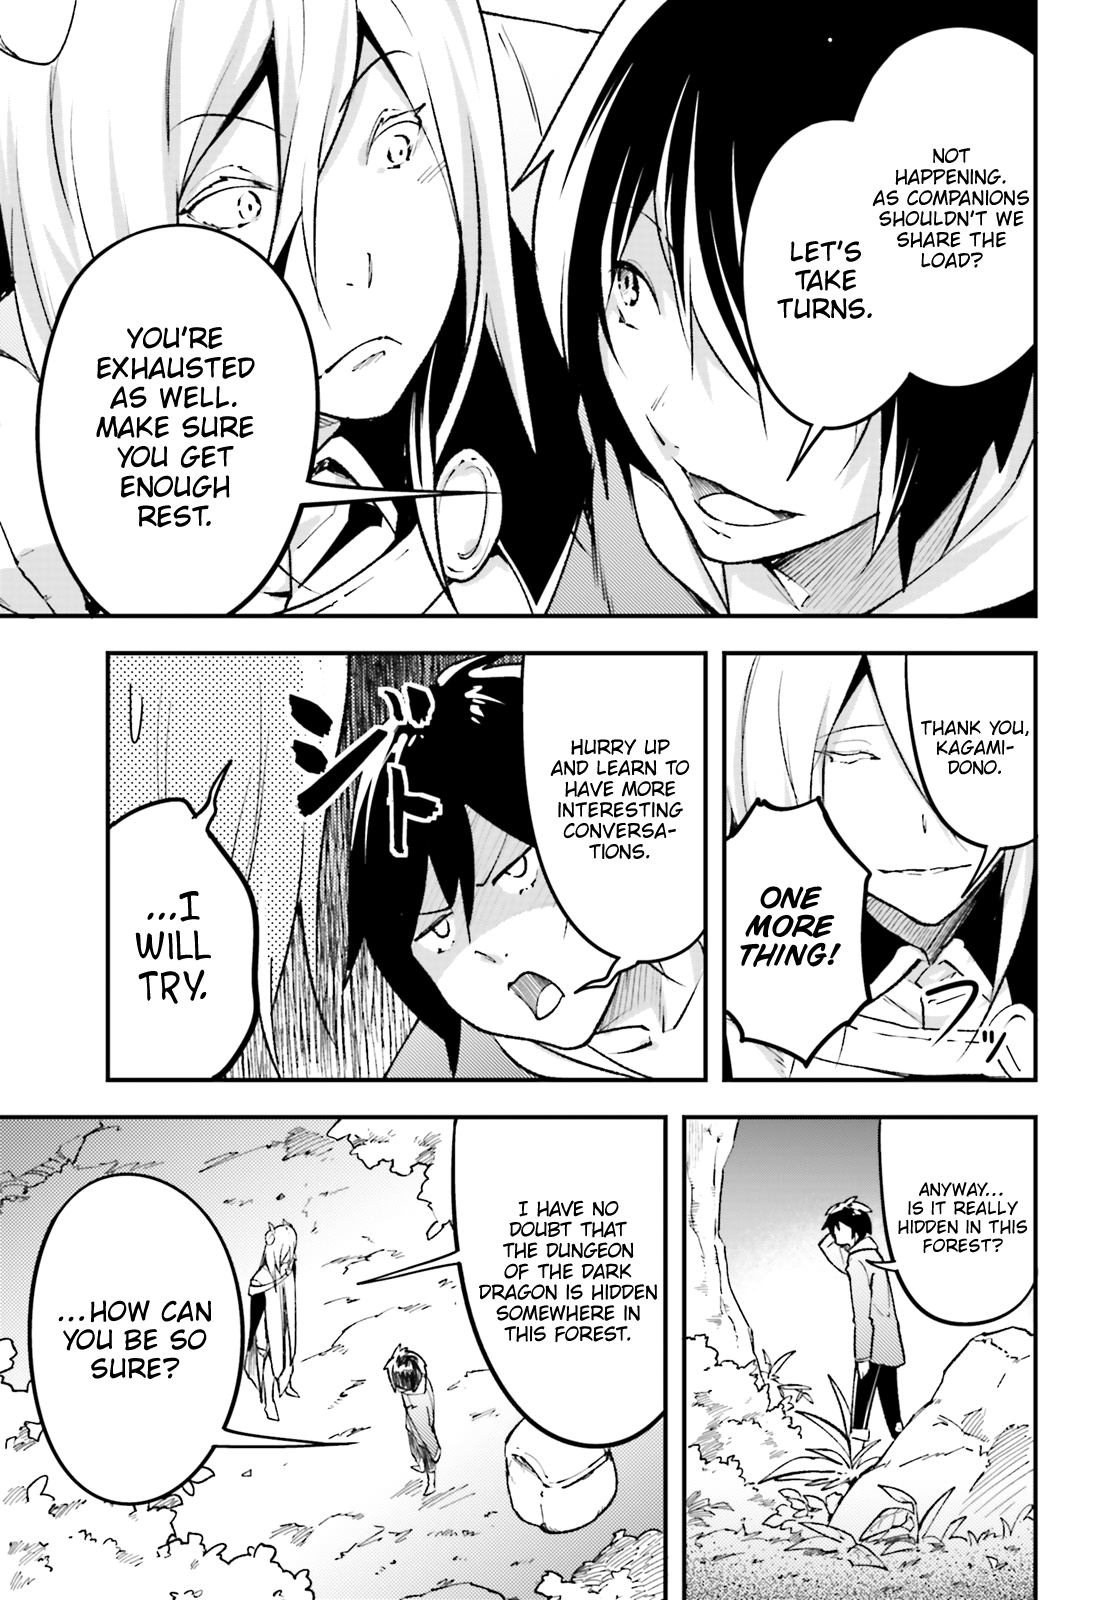 NOT
HAPPENING.
AS COMPANIONS
SHOULDN'T WE
SHARE THE
LOAD?
LET'S
TAKE
TURNS.
YOU'RE
EXHAUSTED
AS WELL.
MAKE SURE
YOU GET
ENOUGH
REST.
THANK YOU,
KAGAMI-
DONO.
ONE
MORE
THING!
HURRY UP
AND LEARN TO
HAVE MORE
INTERESTING
CONVERSA-
TIONS.
ジト
...I
WILL
TRY.
ANYWAY...
IS IT REALLY
HIDDEN IN THIS
FOREST?
I HAVE NO
DOUBT THAT
THE DUNGEON
OF THE DARK
DRAGON IS HIDDEN
SOMEWHERE IN
THIS FOREST.
...HOW CAN
YOU BE SO
SURE?